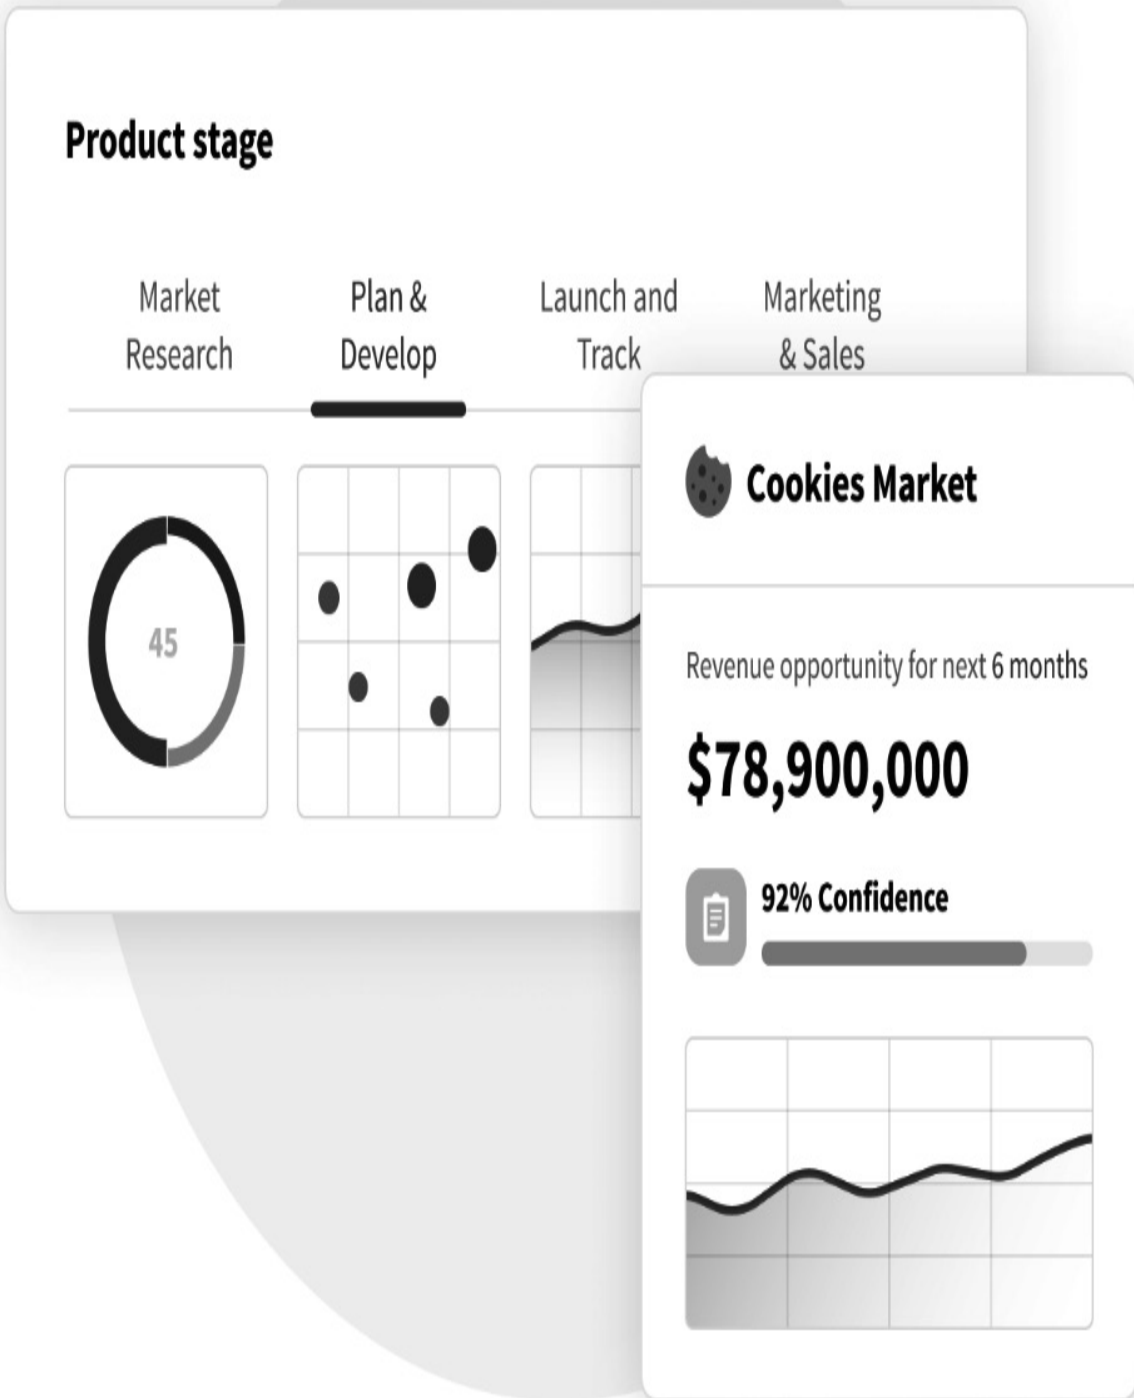 Product stage
Market
Research
Plan &
Develop
Launch and
Track
Marketing
& Sales
45
Cookies Market
Revenue opportunity for next 6 months
$78,900,000
92% Confidence